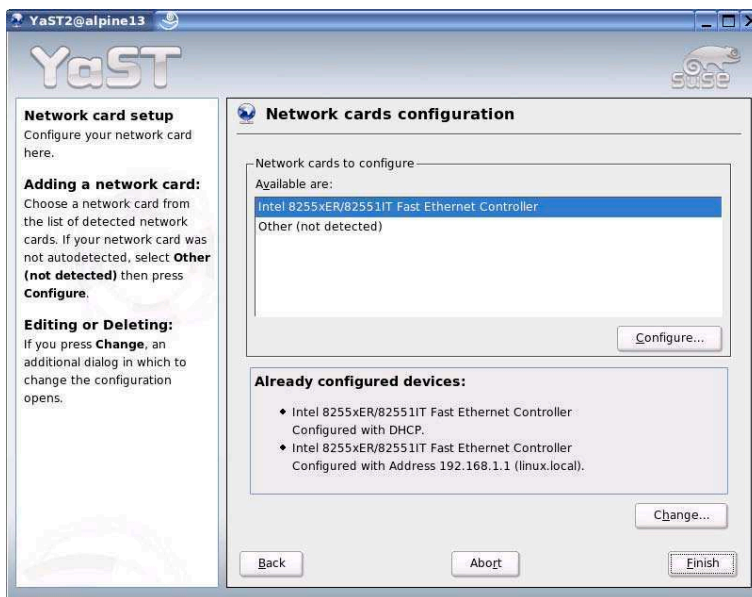 YaST2@alpine13
YaST
SUSE
Network card setup
Configure your network card
here.
Adding a network card:
Choose a network card from
the list of detected network
cards. If your network card was
not autodetected, select Other
(not detected) then press
Configure.
Editing or Deleting:
If you press Change, an
additional dialog in which to
change the configuration
opens.
Network cards configuration
Network cards to configure
Available are:
Intel 8255xER/82551IT Fast Ethernet Controller
Other (not detected)
Configure...
Already configured devices:
Intel 8255xER/82551IT Fast Ethernet Controller
Configured with DHCP.
Intel 8255xER/82551IT Fast Ethernet Controller
Configured with Address 192.168.1.1 (linux.local).
Change...
Back
Abort
Finish